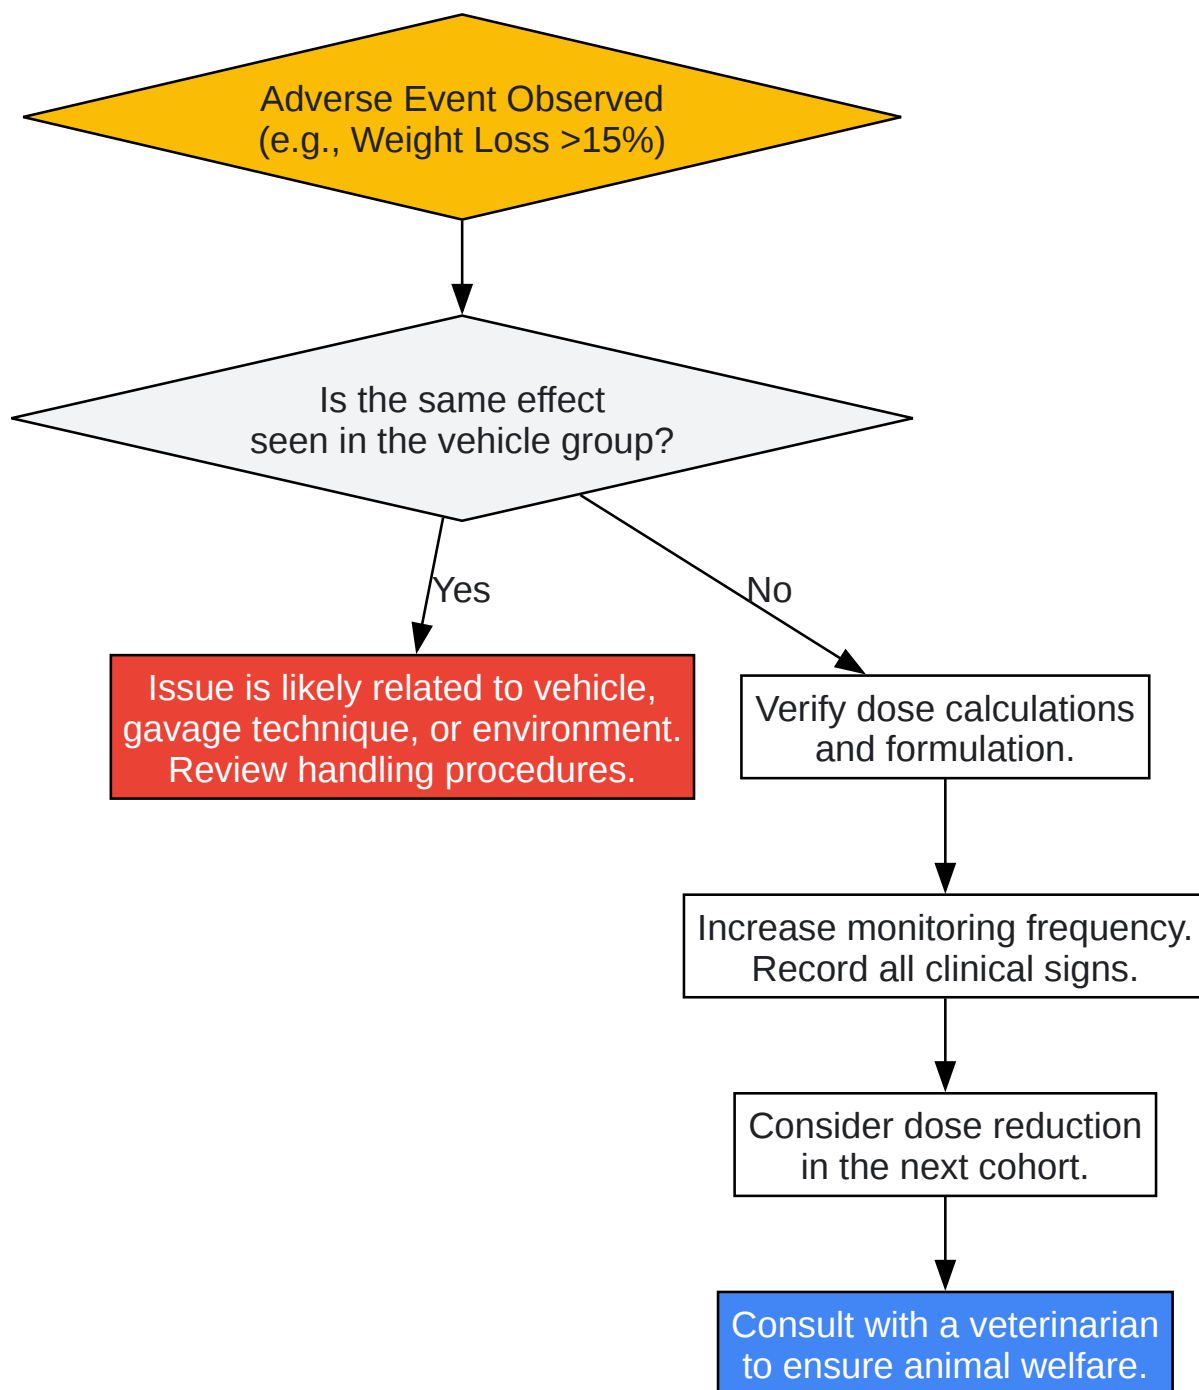 Adverse Event Observed
(e.g., Weight Loss >15%)
Is the same effect
seen in the vehicle group?
Yes
No
Issue is likely related to vehicle,
gavage technique, or environment.
Review handling procedures.
Verify dose calculations
and formulation.
Increase monitoring frequency.
Record all clinical signs.
Consider dose reduction
in the next cohort.
Consult with a veterinarian
to ensure animal welfare.